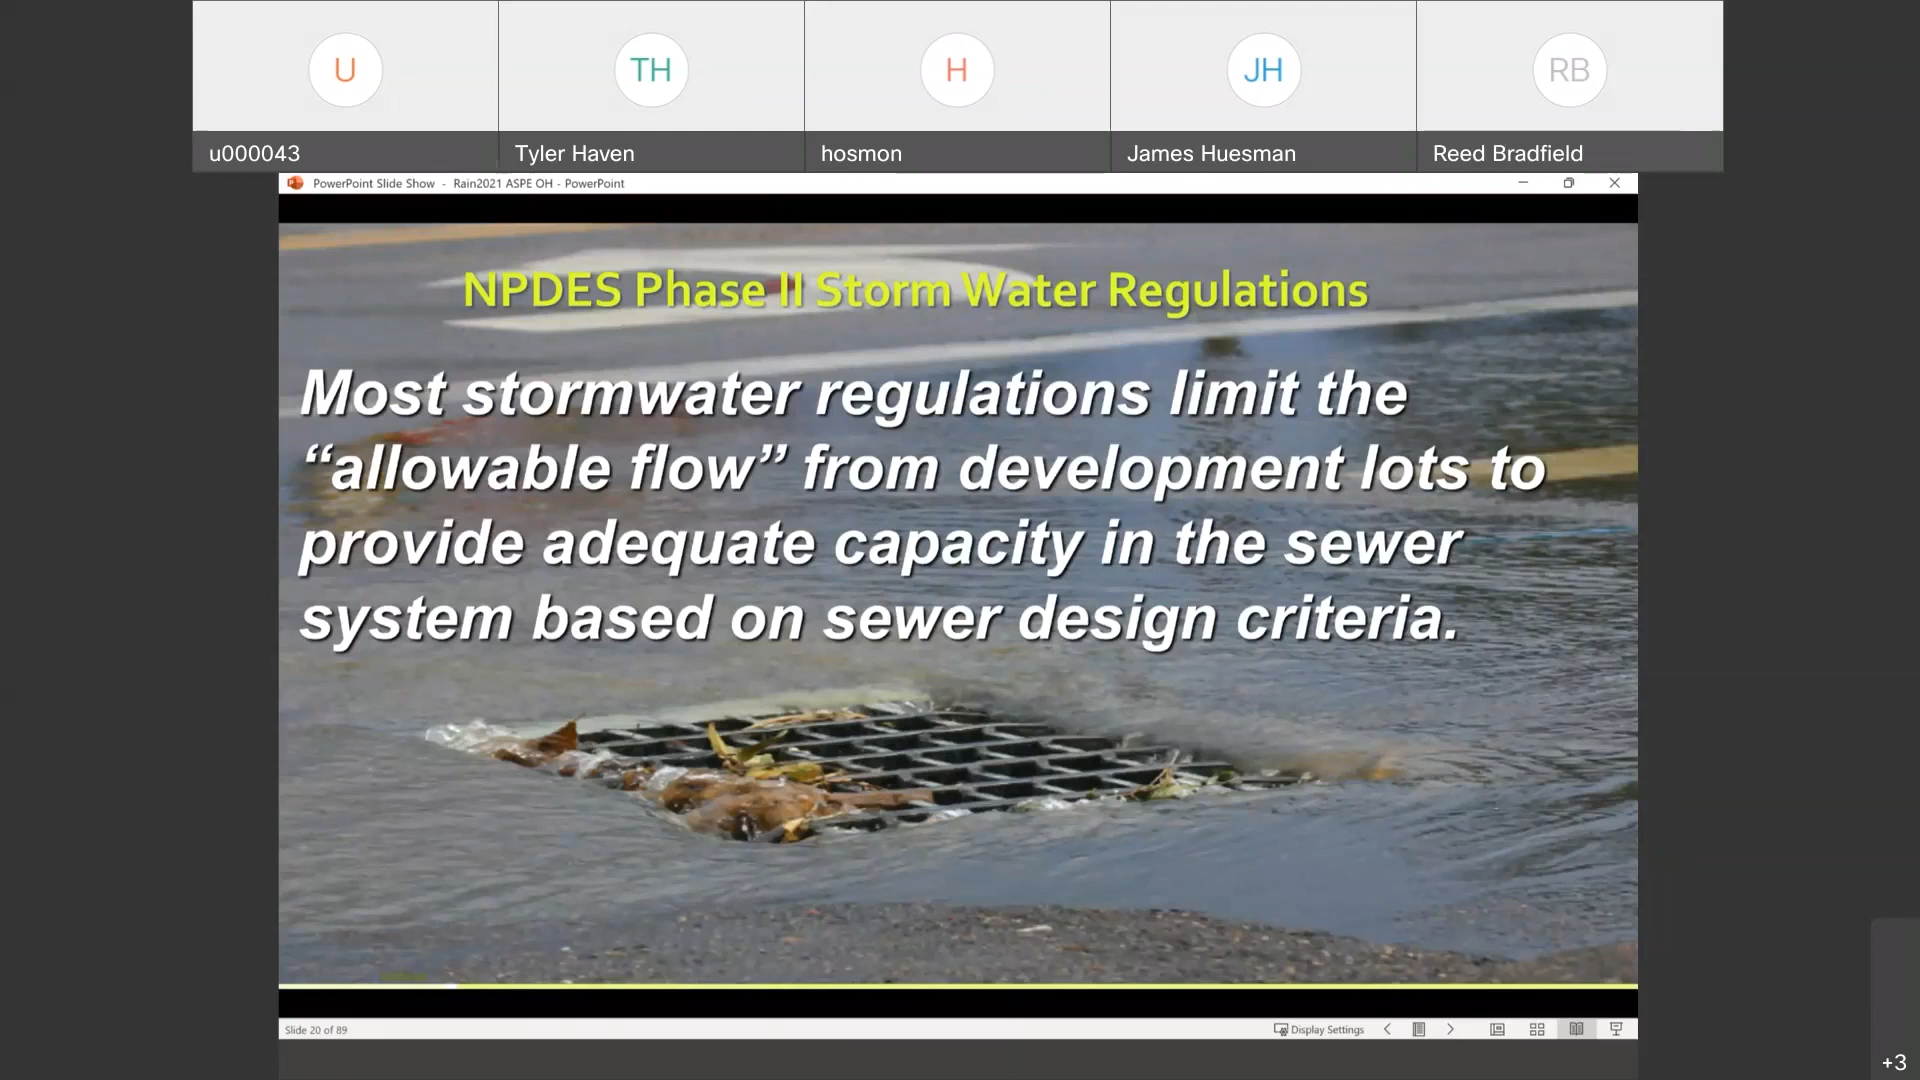 U
TH
H
JH
RB
u000043
Tyler Haven
hosmon
James Huesman
Reed Bradfield
PowerPoint Slide Show - Rain2021 ASPE OH - PowerPoint
NPDES Phase II Storm Water Regulations
Most stormwater regulations limit the
“allowable flow” from development lots to
provide adequate capacity in the sewer
system based on sewer design criteria.
Slide 20 of 89
Display Settings
+3